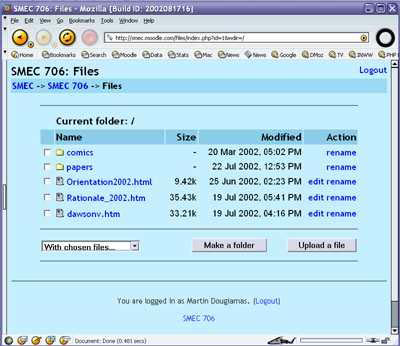 SMEC 706: Files - Mozilla {Build ID: 2002081716}
File Edit View Go Bookmarks Tools Window Help
http://smec.moodle.com/files/index.php?id=1&wdir=/
Home Bookmarks Search Moodle Mac News News Google DMoz TV INWW PHP
SMEC 706: Files Logout
SMEC -> SMEC 706 -> Files
Current folder: /
Name Size Modified Action
comics - 20 Mar 2002, 05:02 PM rename
papers - 22 Jul 2002, 12:53 PM rename
Orientation2002.html 9.42k 25 Jun 2002, 02:23 PM edit rename
Rationale_2002.htm 35.43k 19 Jul 2002, 05:41 PM edit rename
dawsonv.htm 33.21k 19 Jul 2002, 04:16 PM edit rename
With chosen files... Make a folder Upload a file
You are logged in as Martin Dougiamas. (Logout)
SMEC 706
Document: Done (0.481 secs)